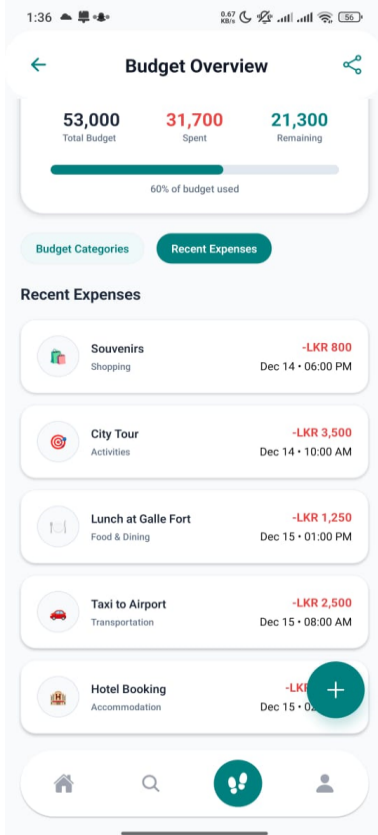 1:36
0.67
KB/s
56
Budget Overview
53,000
31,700
21,300
Total Budget
Spent
Remaining
60% of budget used
Budget Categories
Recent Expenses
Recent Expenses
Souvenirs
-LKR 800
Shopping
Dec 14 • 06:00 PM
City Tour
-LKR 3,500
Activities
Dec 14 • 10:00 AM
Lunch at Galle Fort
-LKR 1,250
Food & Dining
Dec 15 • 01:00 PM
Taxi to Airport
-LKR 2,500
Transportation
Dec 15 • 08:00 AM
Hotel Booking
Accommodation
Dec 15 •